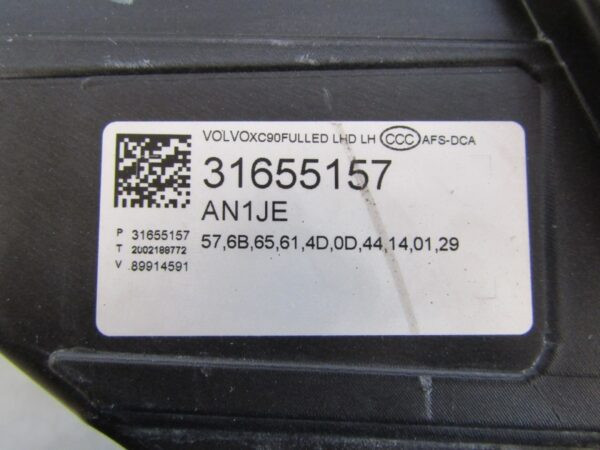 VOLVOXC90FULLED LHD LH CCC AFS-DCA
31655157
AN1JE
57,6B,65,61,4D,0D,44,14,01,29
P 31655157
T 2002188772
V .89914591